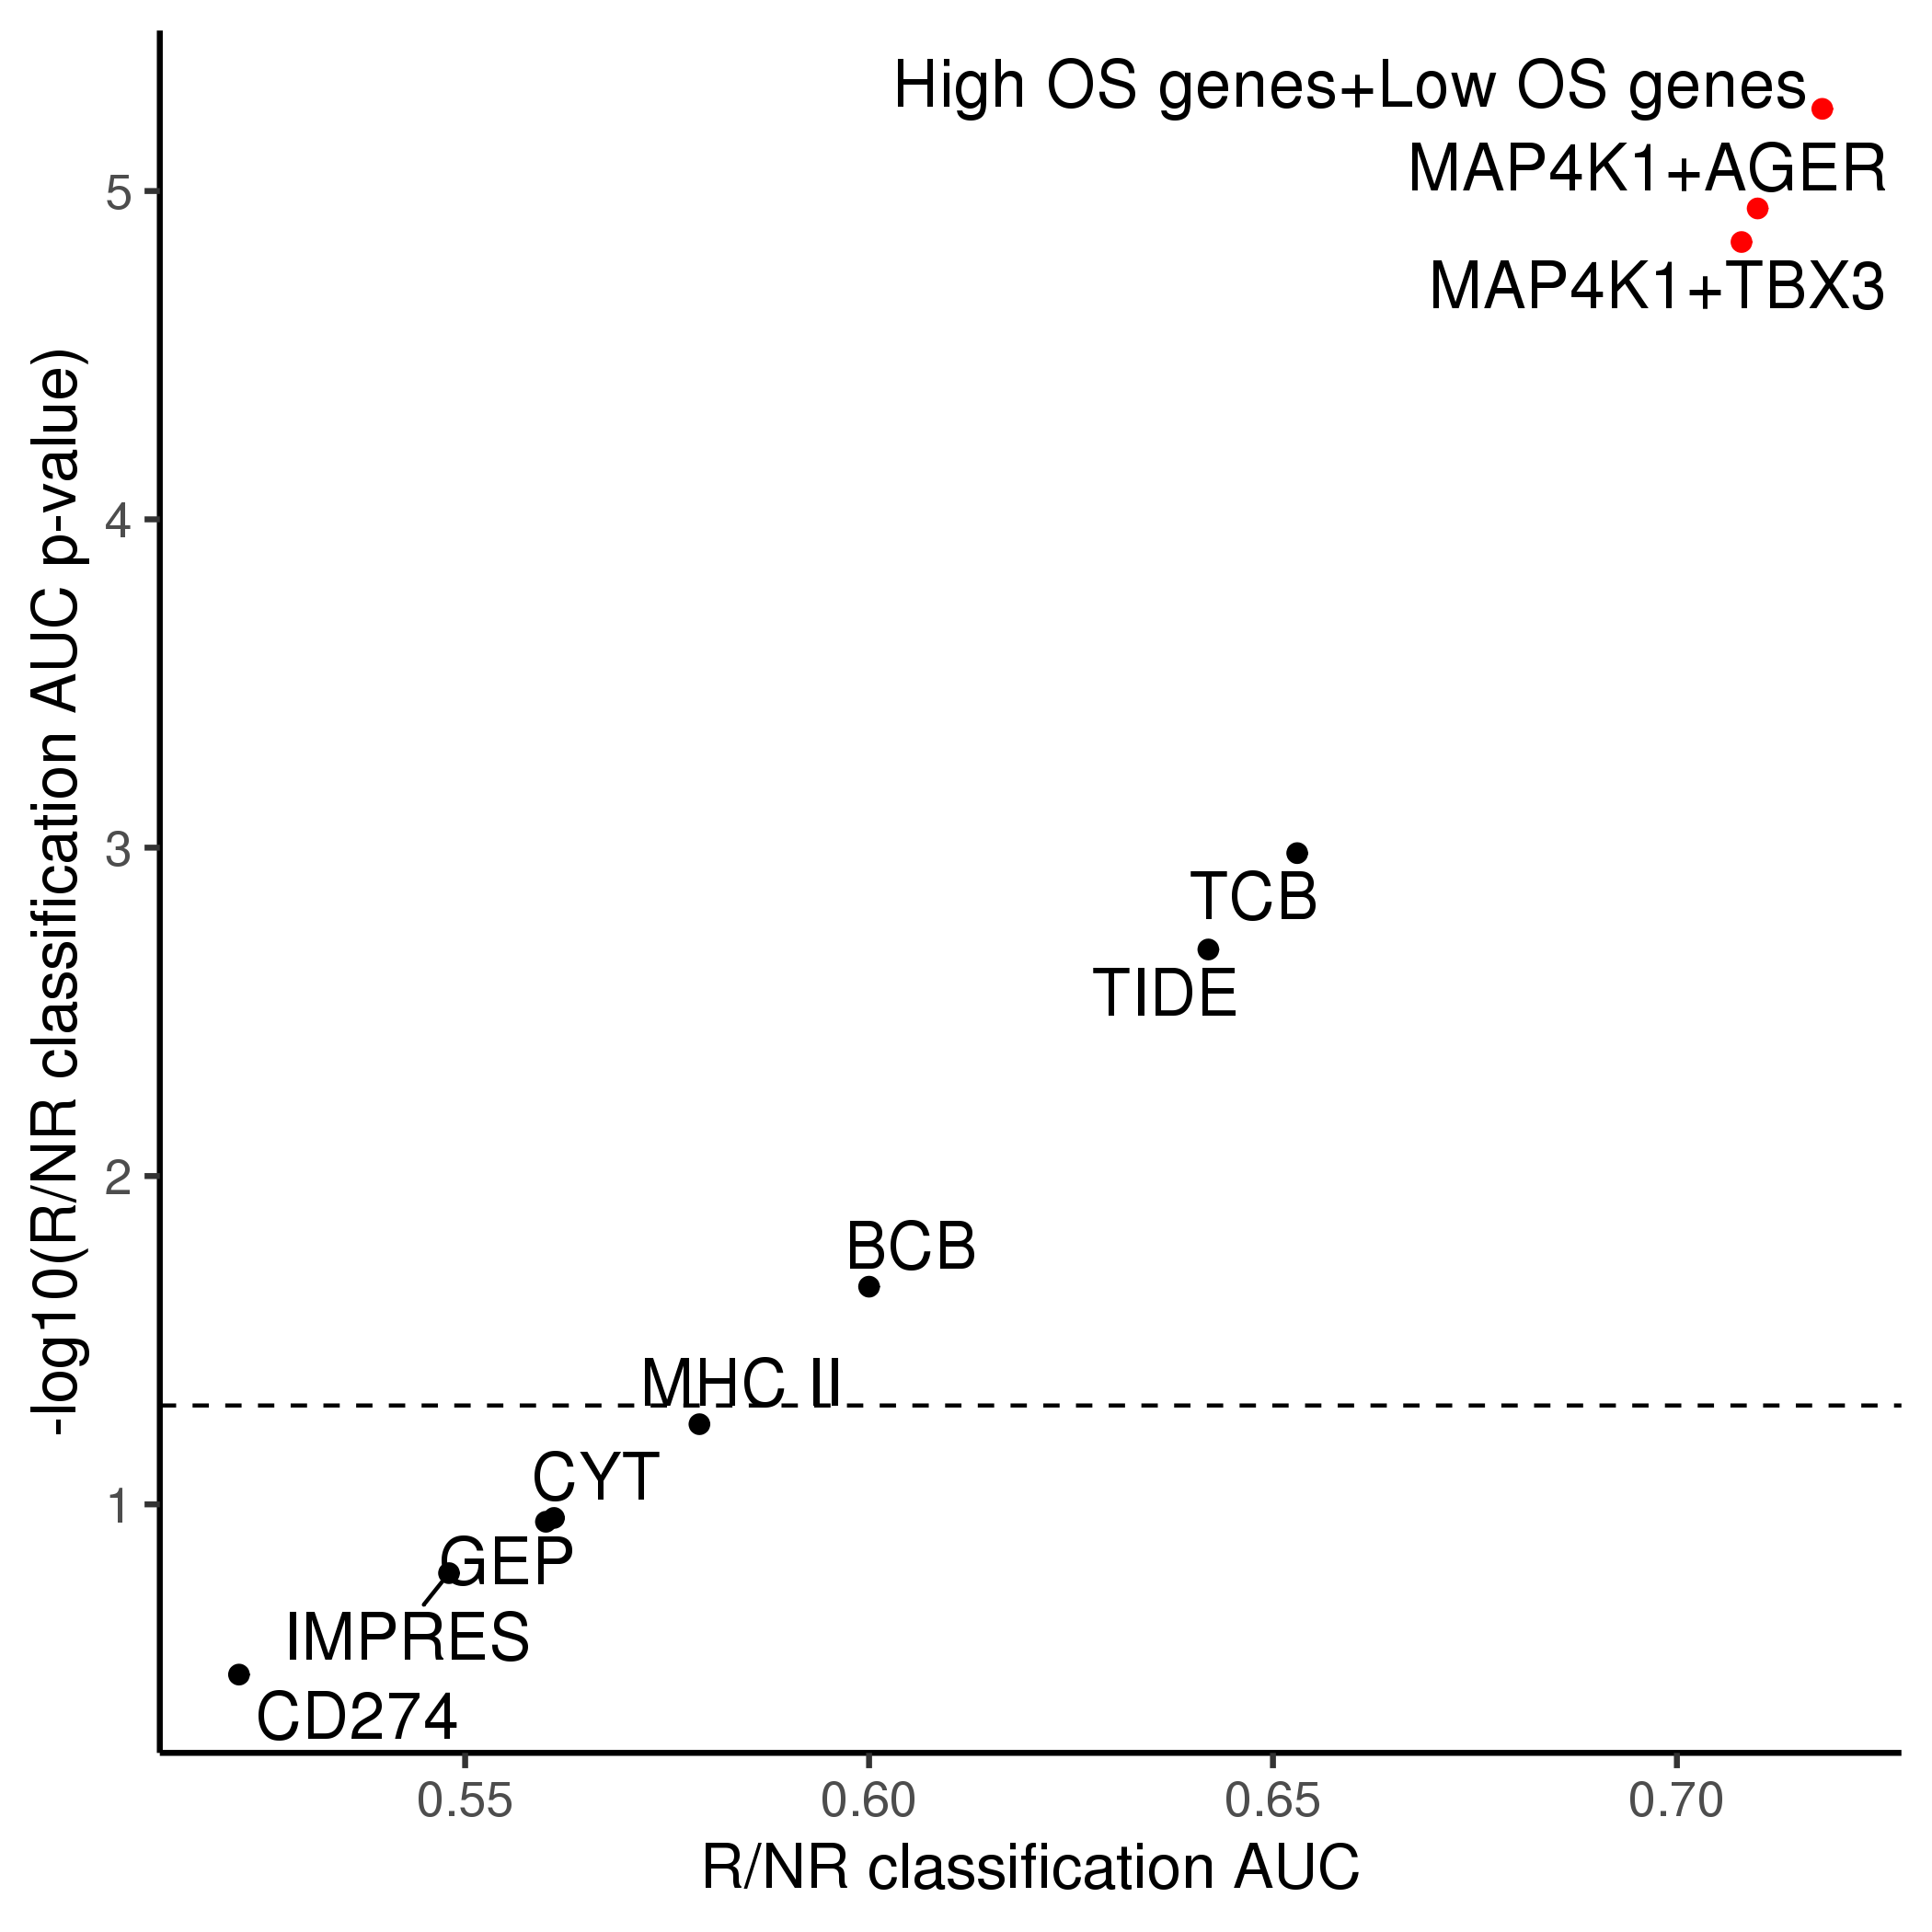 High OS genes+Low OS genes
MAP4K1+AGER
MAP4K1+TBX3
TCB
TIDE
BCB
MHC II
CYT
GEP
IMPRES
CD274
5
4
3
2
1
-log10(R/NR classification AUC p-value)
0.55 0.60 0.65 0.70
R/NR classification AUC